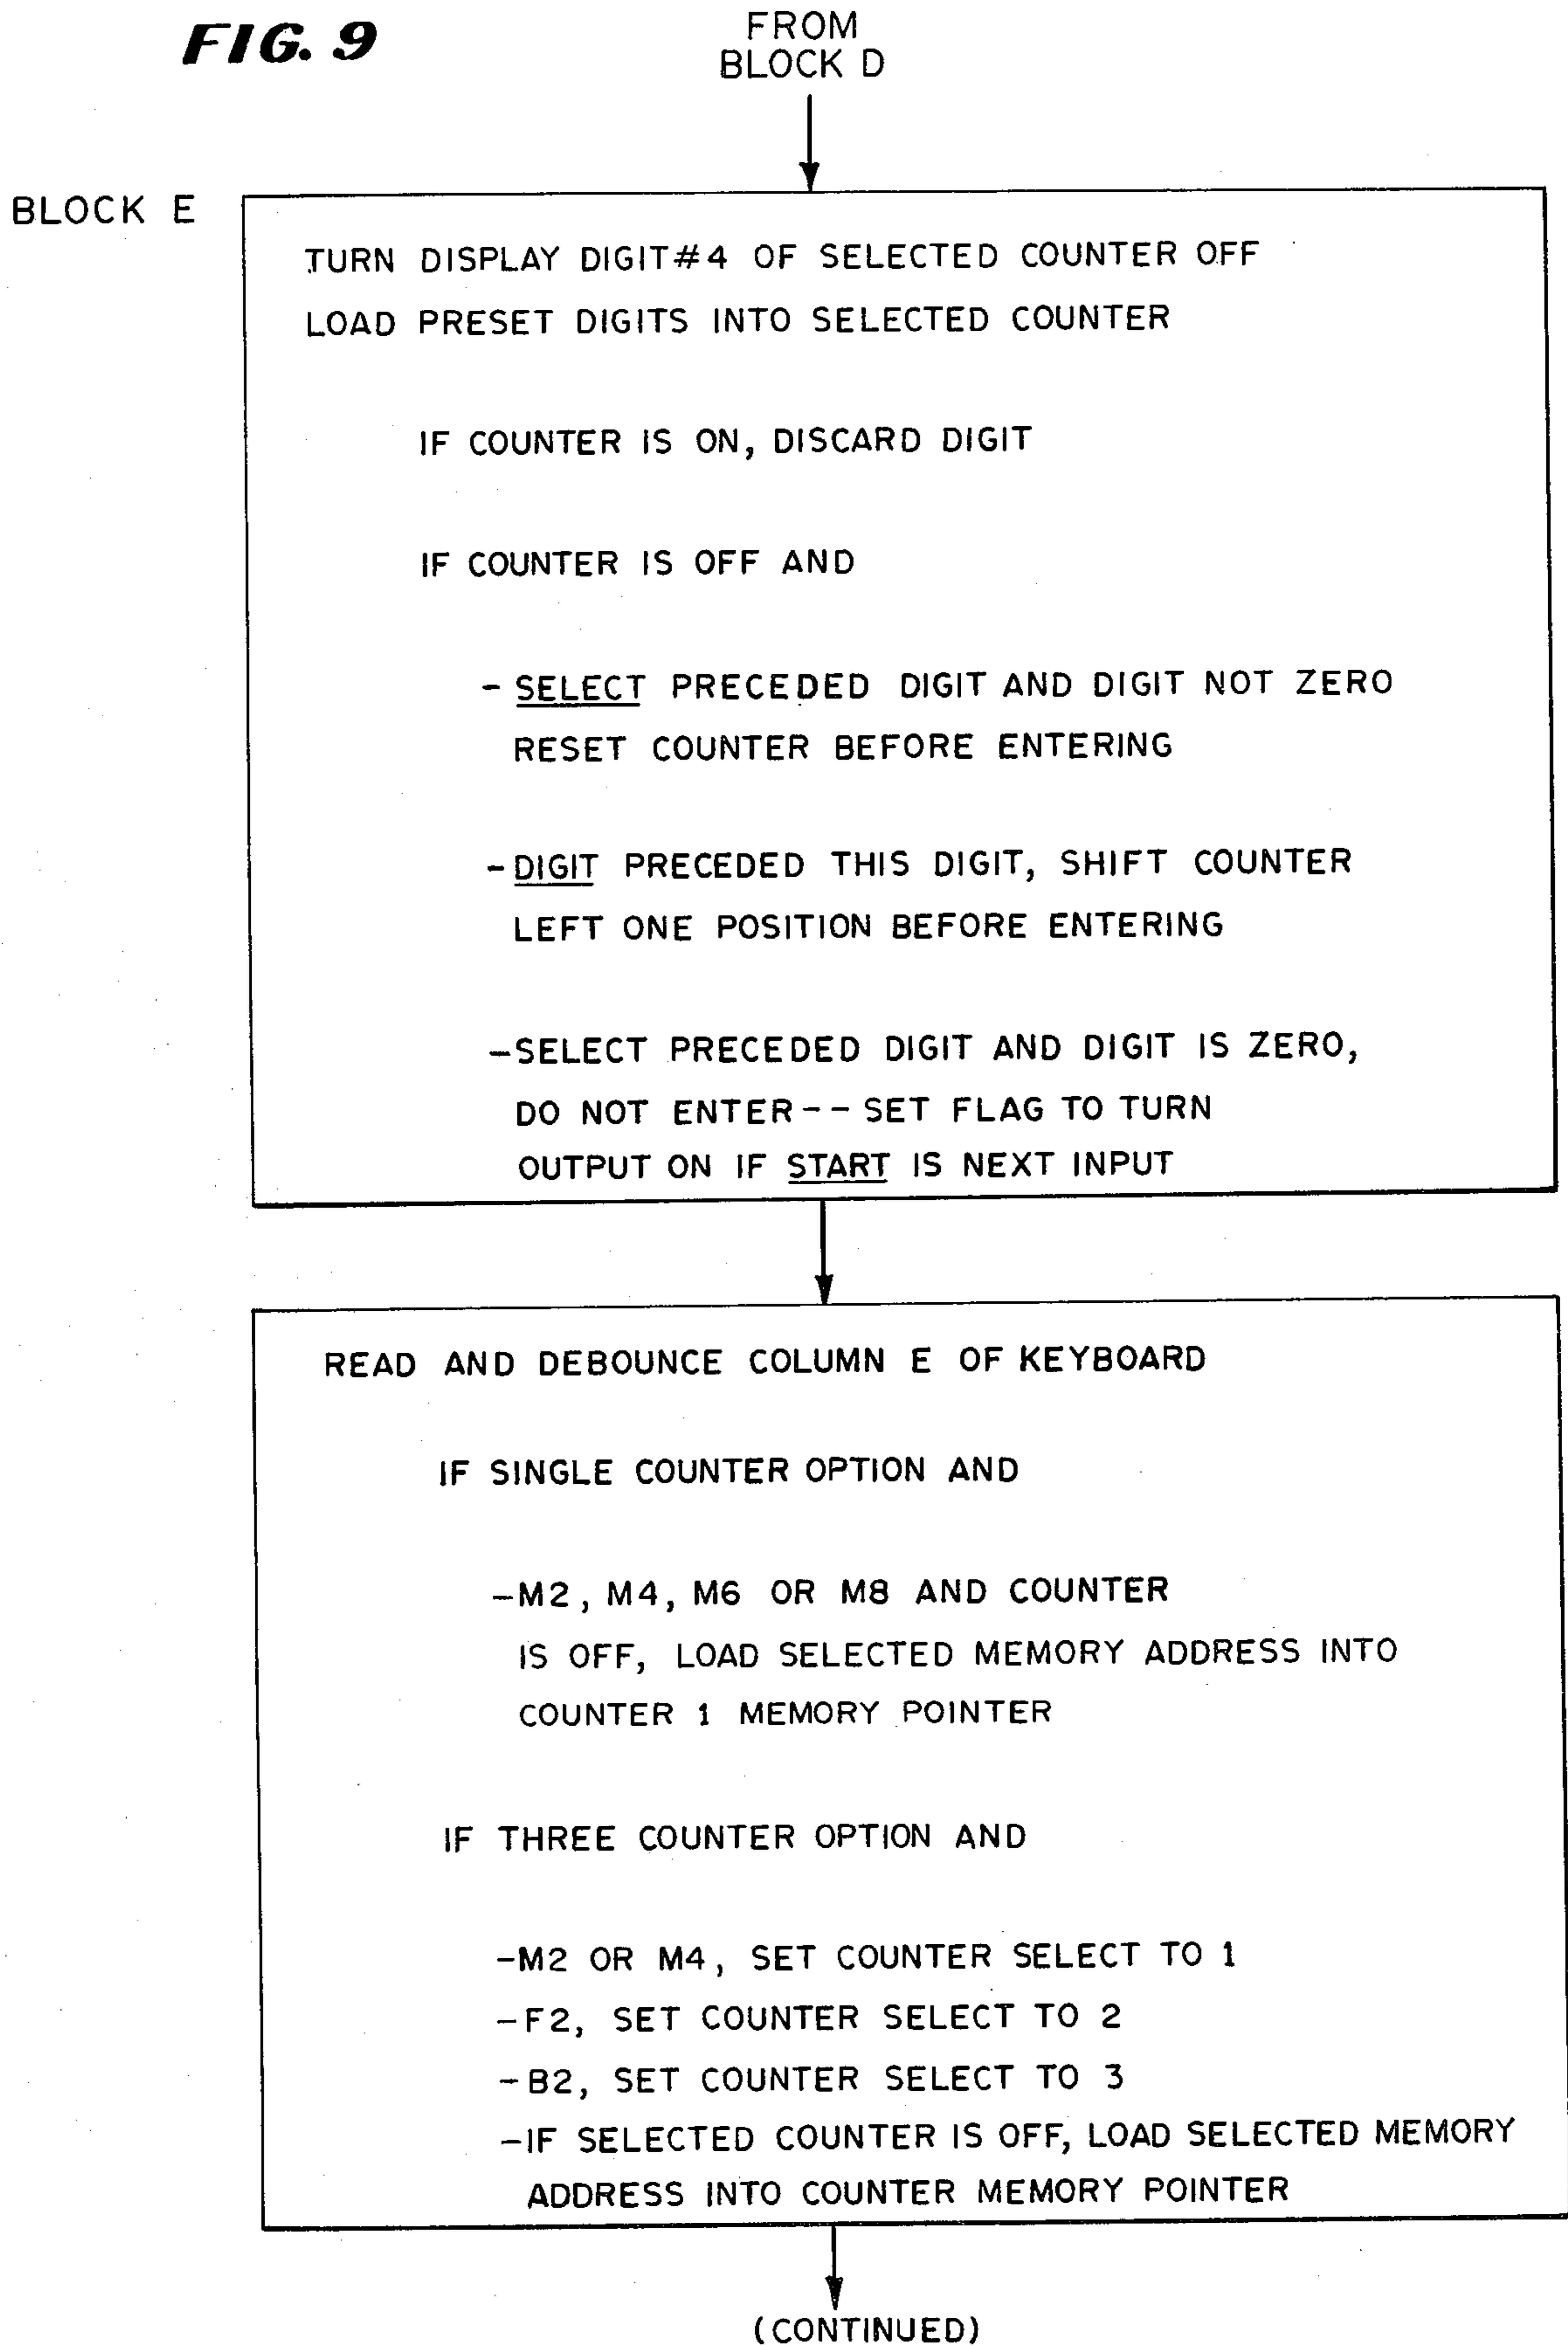 FIG. 9
FROM
BLOCK D
BLOCK E
TURN DISPLAY DIGIT#4 OF SELECTED COUNTER OFF
LOAD PRESET DIGITS INTO SELECTED COUNTER
IF COUNTER IS ON, DISCARD DIGIT
IF COUNTER IS OFF AND
- SELECT PRECEDED DIGIT AND DIGIT NOT ZERO
RESET COUNTER BEFORE ENTERING
- DIGIT PRECEDED THIS DIGIT, SHIFT COUNTER
LEFT ONE POSITION BEFORE ENTERING
-SELECT PRECEDED DIGIT AND DIGIT IS ZERO,
DO NOT ENTER-- SET FLAG TO TURN
OUTPUT ON IF START IS NEXT INPUT
READ AND DEBOUNCE COLUMN E OF KEYBOARD
IF SINGLE COUNTER OPTION AND
-M2, M4, M6 OR M8 AND COUNTER
IS OFF, LOAD SELECTED MEMORY ADDRESS INTO
COUNTER 1 MEMORY POINTER
IF THREE COUNTER OPTION AND
-M2 OR M4, SET COUNTER SELECT TO 1
-F2, SET COUNTER SELECT TO 2
-B2, SET COUNTER SELECT TO 3
-IF SELECTED COUNTER IS OFF, LOAD SELECTED MEMORY
ADDRESS INTO COUNTER MEMORY POINTER
(CONTINUED)